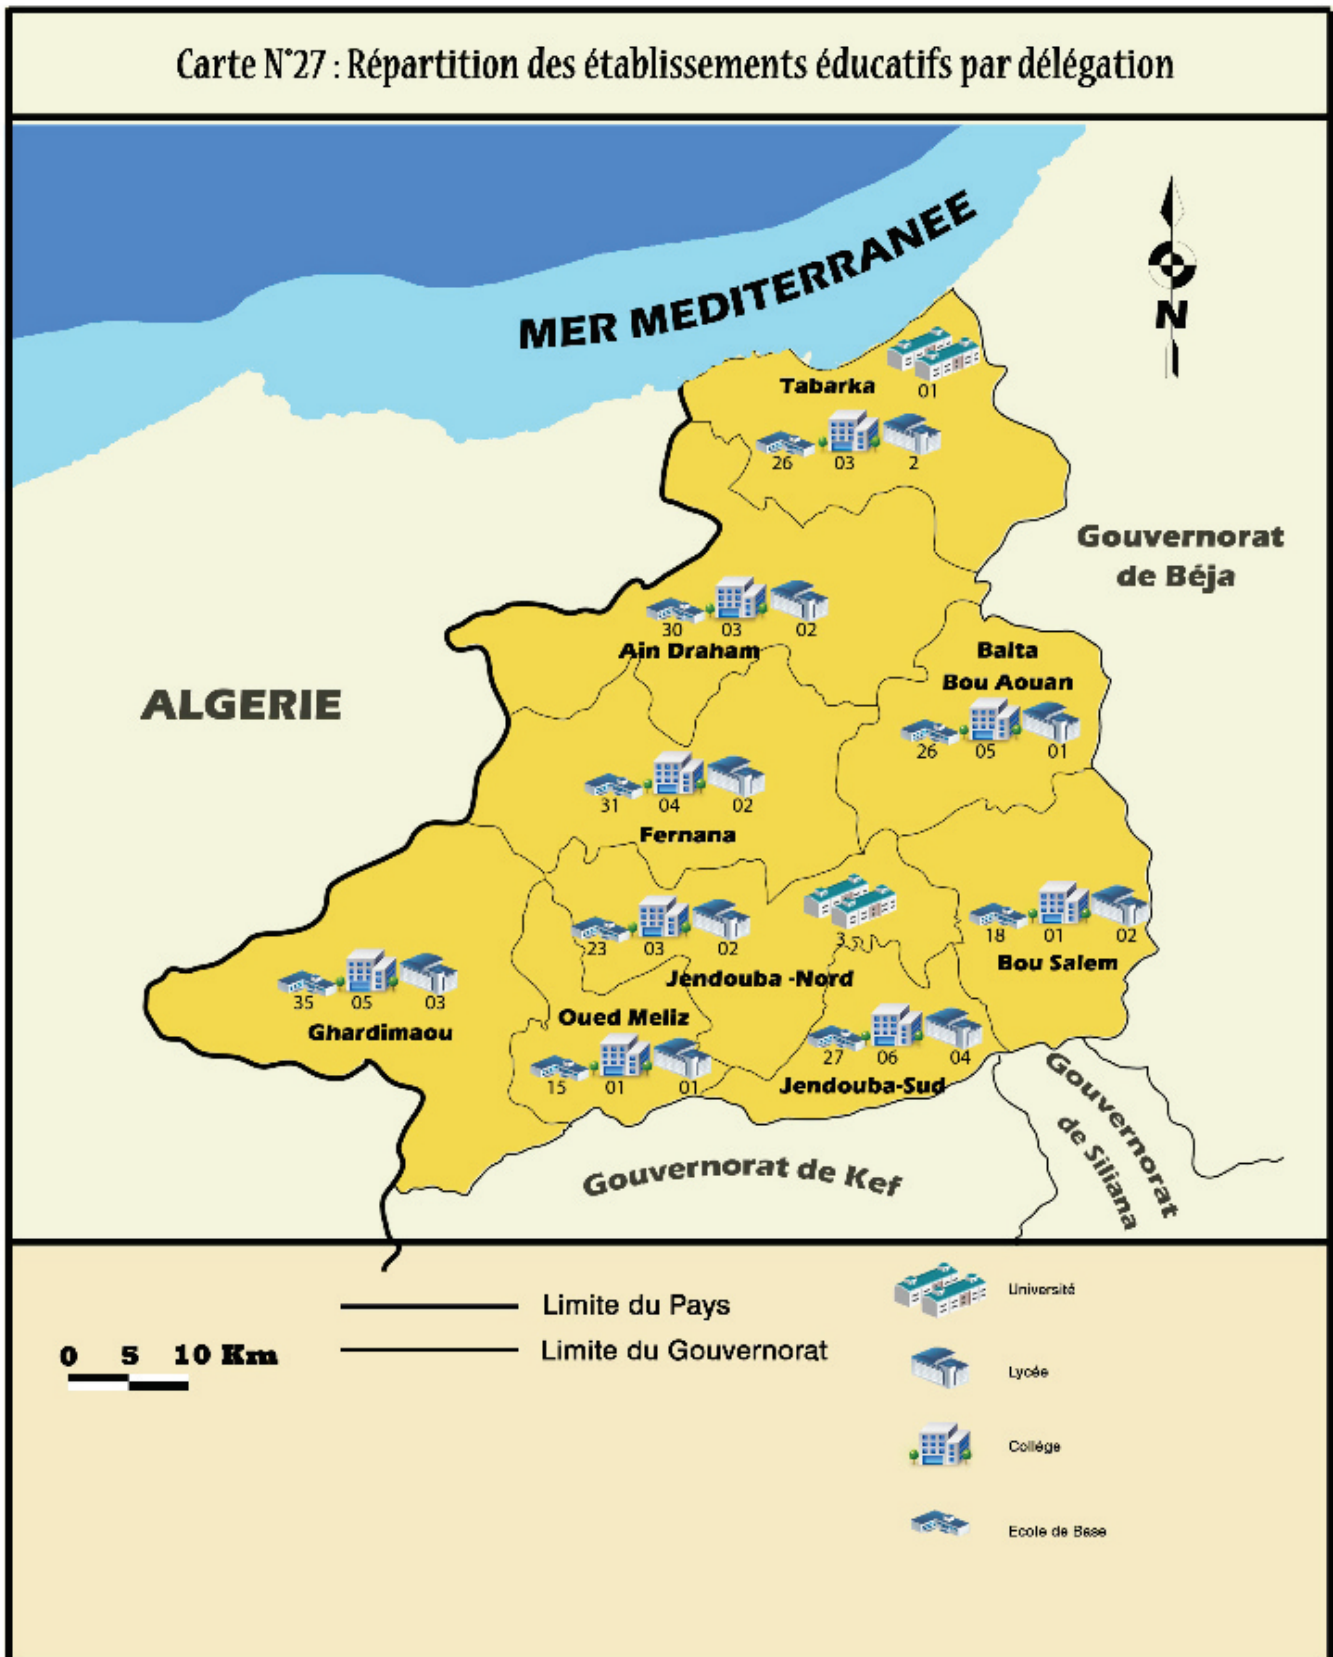 Carte N°27 : Répartition des établissements éducatifs par délégation
MER MEDITERRANEE
N
01
Tabarka
26 03 2
Gouvernorat
de Béja
30 03 02
Ain Draham
Balta
Bou Aouan
26 05 01
ALGERIE
31 04 02
Fernana
23 03 02
3
18 01 02
Bou Salem
Jendouba -Nord
35 05 03
Ghardimaou
Oued Meliz
15 01 01
27 06 04
Jendouba-Sud
Gouvernorat de Kef
Gouvernorat
de Siliana
0 5 10 Km
Limite du Pays
Limite du Gouvernorat
Université
Lycée
Collége
Ecole de Base